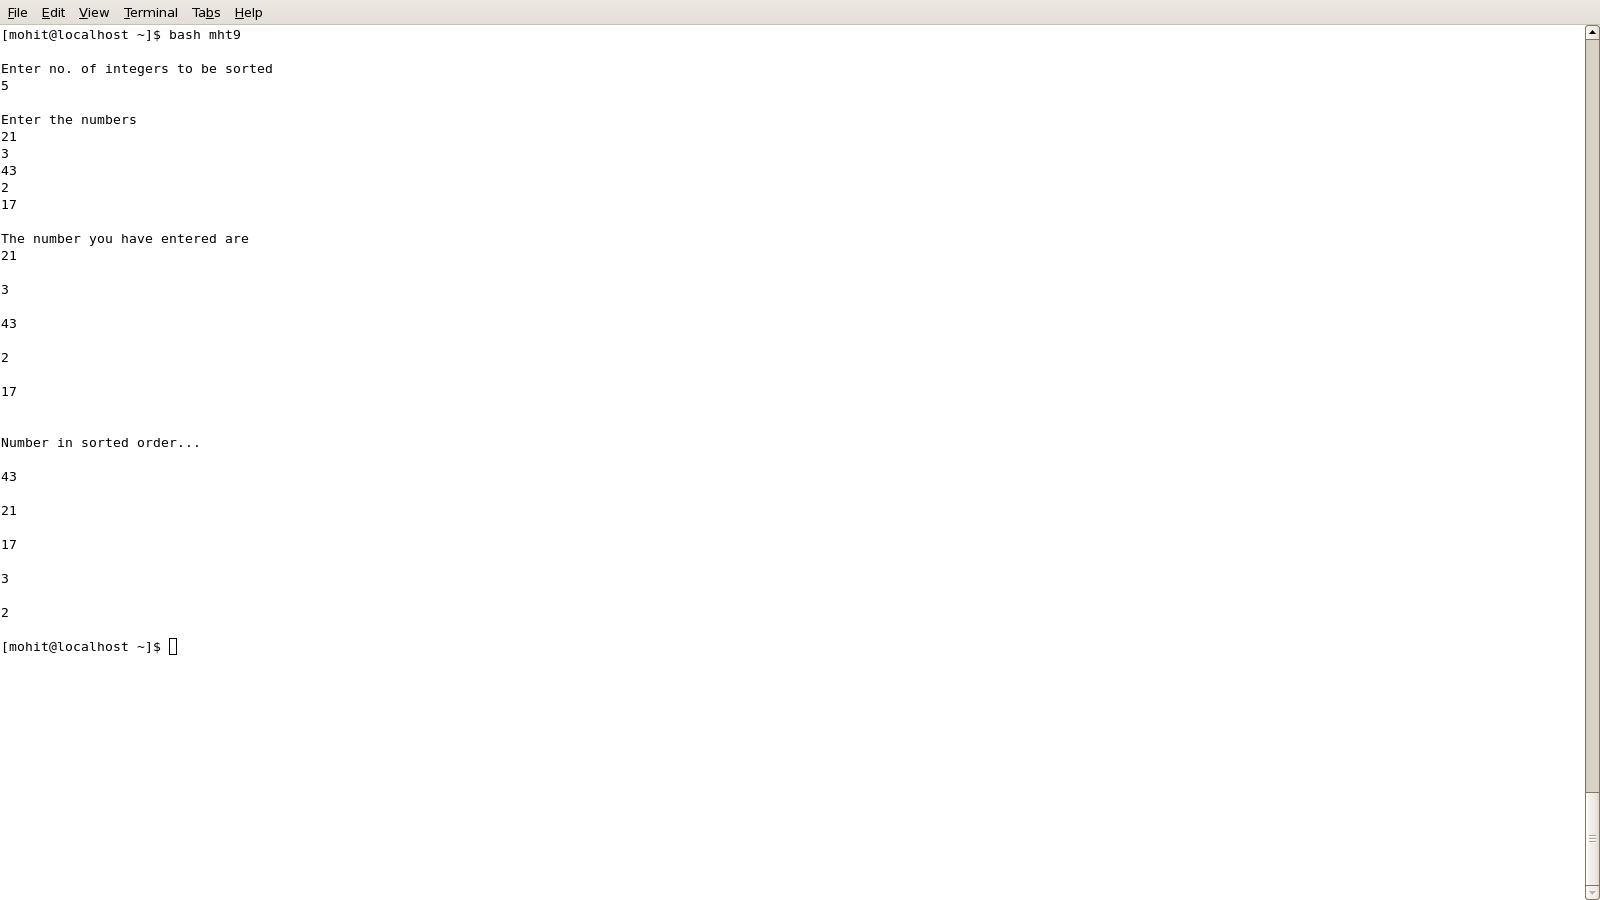 File Edit View Terminal Tabs Help
[mohit@localhost ~]$ bash mht9
Enter no. of integers to be sorted
5
Enter the numbers
21
3
43
2
17
The number you have entered are
21
3
43
2
17
Number in sorted order...
43
21
17
3
2
[mohit@localhost ~]$